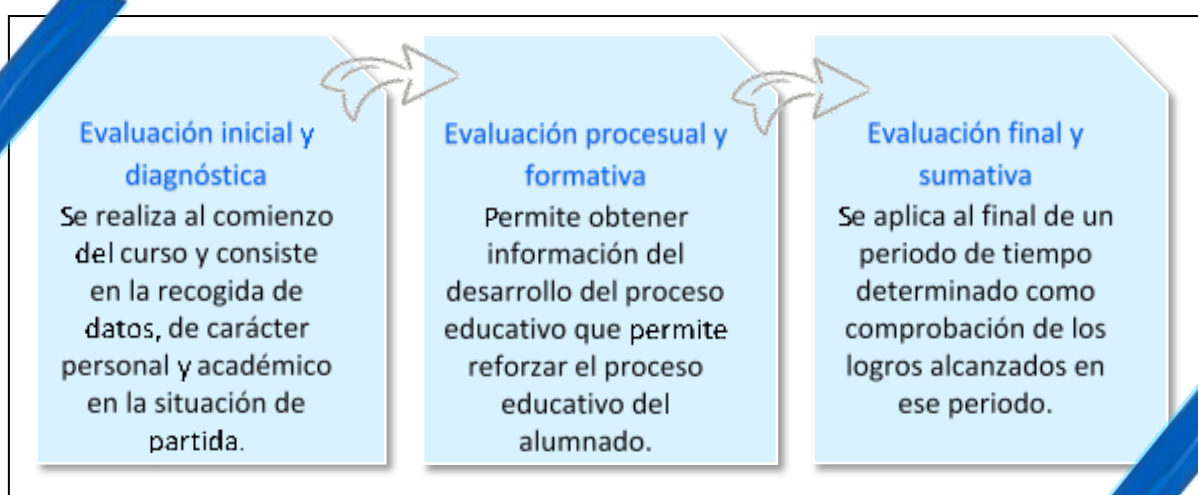 Evaluación inicial y
diagnóstica
Se realiza al comienzo
del curso y consiste
en la recogida de
datos, de carácter
personal y académico
en la situación de
partida.
Evaluación procesual y
formativa
Permite obtener
información del
desarrollo del proceso
educativo que permite
reforzar el proceso
educativo del
alumnado.
Evaluación final y
sumativa
Se aplica al final de un
periodo de tiempo
determinado como
comprobación de los
logros alcanzados en
ese periodo.